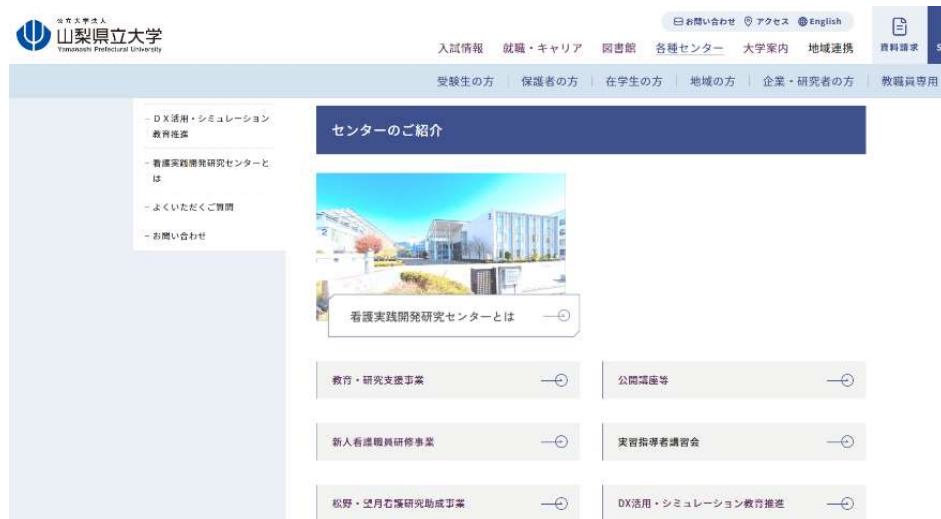 公立大学法人
山梨県立大学
Yamanashi Prefectural University
お問い合わせ アクセス English
入試情報 就職・キャリア 図書館 各種センター 大学案内 地域連携
資料請求
受験生の方 保護者の方 在学生の方 地域の方 企業・研究者の方 教職員専用
- DX活用・シミュレーション
教育推進
- 看護実践開発研究センターと
は
- よくいただくご質問
- お問い合わせ
センターのご紹介
看護実践開発研究センターとは
教育・研究支援事業
公開講座等
新人看護職員研修事業
実習指導者講習会
松野・望月看護研究助成事業
DX活用・シミュレーション教育推進